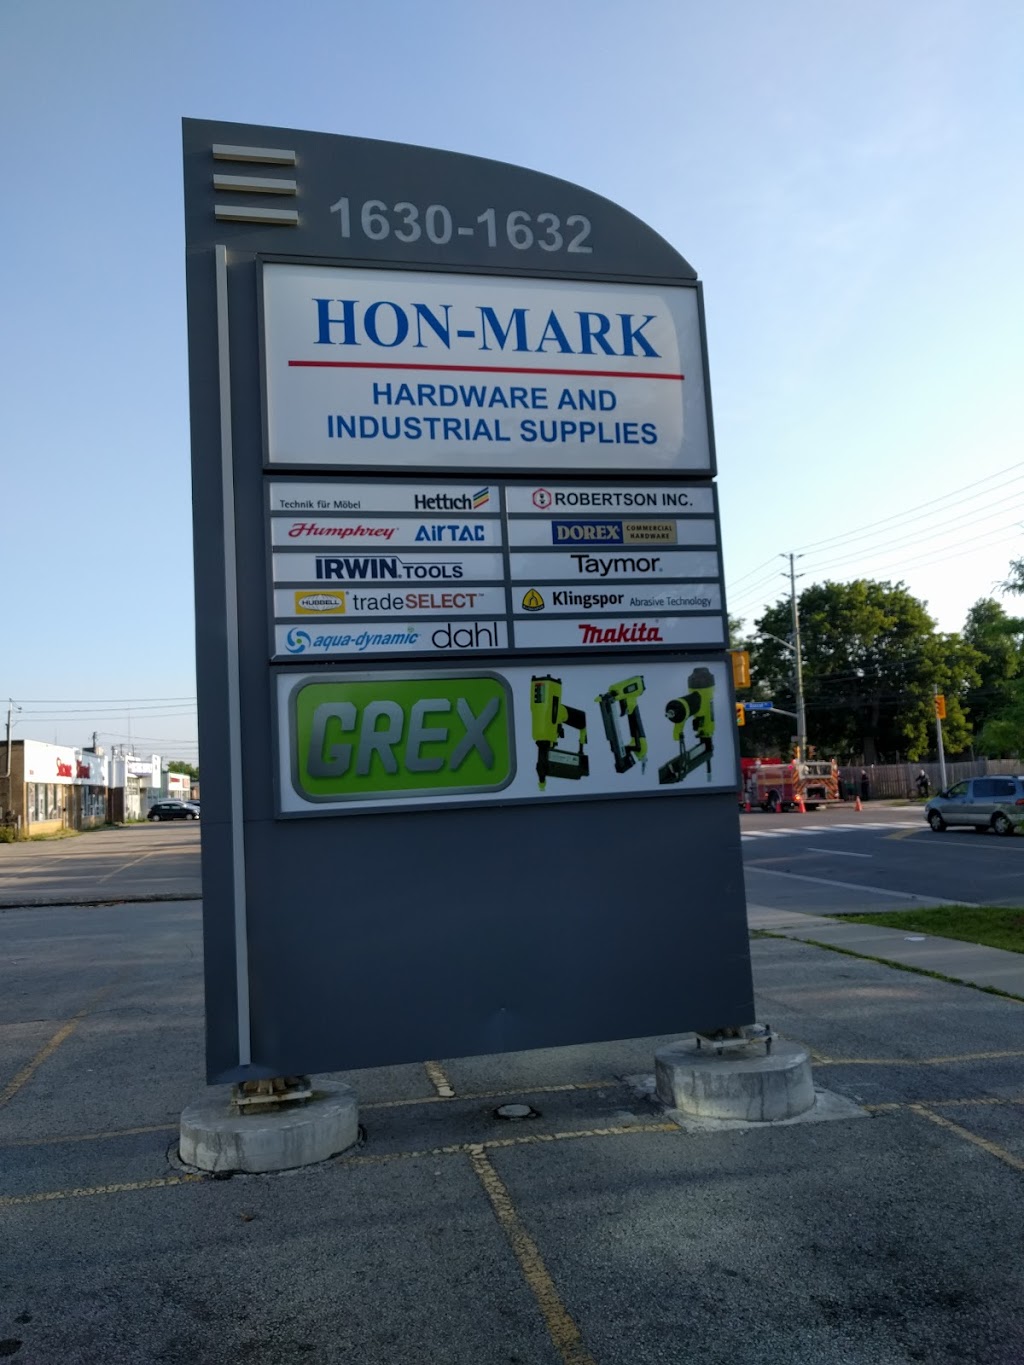 1630-1632
HON-MARK
HARDWARE AND
INDUSTRIAL SUPPLIES
Technik für Möbel Hettich
ROBERTSON INC.
Humphrey AIRTAC
DOREX COMMERCIAL HARDWARE
IRWIN TOOLS
Taymor
HUBBELL tradeSELECT™
Klingspor Abrasive Technology
aqua-dynamic dahl
Makita
GREX